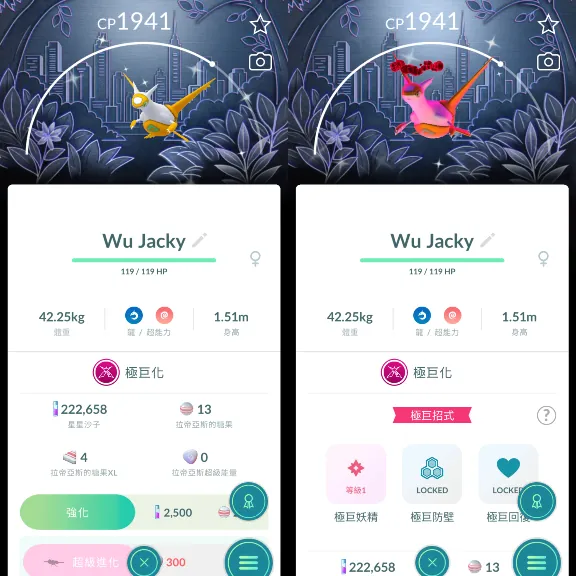 CP1941
Wu Jacky
119 / 119 HP
42.25kg
體重
龍 / 超能力
1.51m
身高
極巨化
222,658
星星沙子
13
拉帝亞斯的糖果
4
拉帝亞斯的糖果XL
0
拉帝亞斯超級能量
強化
2,500
超級進化
300
CP1941
Wu Jacky
119 / 119 HP
42.25kg
體重
龍 / 超能力
1.51m
身高
極巨化
極巨招式
?
等級1
LOCKED
LOCKED
極巨妖精
極巨防壁
極巨回復
222,658
13